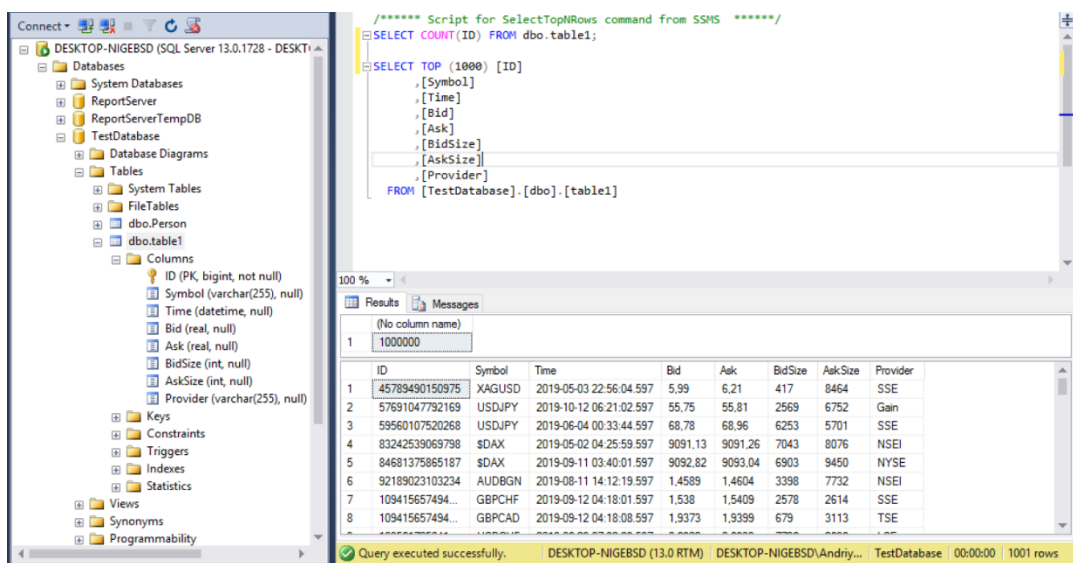 Connect
DESKTOP-NIGEBSD (SQL Server 13.0.1728 - DESKT
Databases
System Databases
ReportServer
ReportServerTempDB
TestDatabase
Database Diagrams
Tables
System Tables
FileTables
dbo.Person
dbo.table1
Columns
ID (PK, bigint, not null)
Symbol (varchar(255), null)
Time (datetime, null)
Bid (real, null)
Ask (real, null)
BidSize (int, null)
AskSize (int, null)
Provider (varchar(255), null)
Keys
Constraints
Triggers
Indexes
Statistics
Views
Synonyms
Programmability
/****** Script for SelectTopNRows command from SSMS ******/
SELECT COUNT(ID) FROM dbo.table1;
SELECT TOP (1000) [ID]
,[Symbol]
,[Time]
,[Bid]
,[Ask]
,[BidSize]
,[AskSize]
,[Provider]
FROM [TestDatabase].[dbo].[table1]
100 %
Results Messages
(No column name)
1 1000000
ID Symbol Time Bid Ask BidSize AskSize Provider
1 45789490150975 XAGUSD 2019-05-03 22:56:04.597 5,99 6,21 417 8464 SSE
2 57691047792169 USDJPY 2019-10-12 06:21:02.597 55,75 55,81 2569 6752 Gain
3 59560107520268 USDJPY 2019-06-04 00:33:44.597 68,78 68,96 6253 5701 SSE
4 83242539069798 $DAX 2019-05-02 04:25:59.597 9091,13 9091,26 7043 8076 NSEI
5 84681375865187 $DAX 2019-09-11 03:40:01.597 9092,82 9093,04 6903 9450 NYSE
6 92189023103234 AUDBGN 2019-08-11 14:12:19.597 1,4589 1,4604 3398 7732 NSEI
7 109415657494... GBPCHF 2019-09-12 04:18:01.597 1,538 1,5409 2578 2614 SSE
8 109415657494... GBPCAD 2019-09-12 04:18:08.597 1,9373 1,9399 679 3113 TSE
Query executed successfully. DESKTOP-NIGEBSD (13.0 RTM) DESKTOP-NIGEBSD\Andriy... TestDatabase 00:00:00 1001 rows